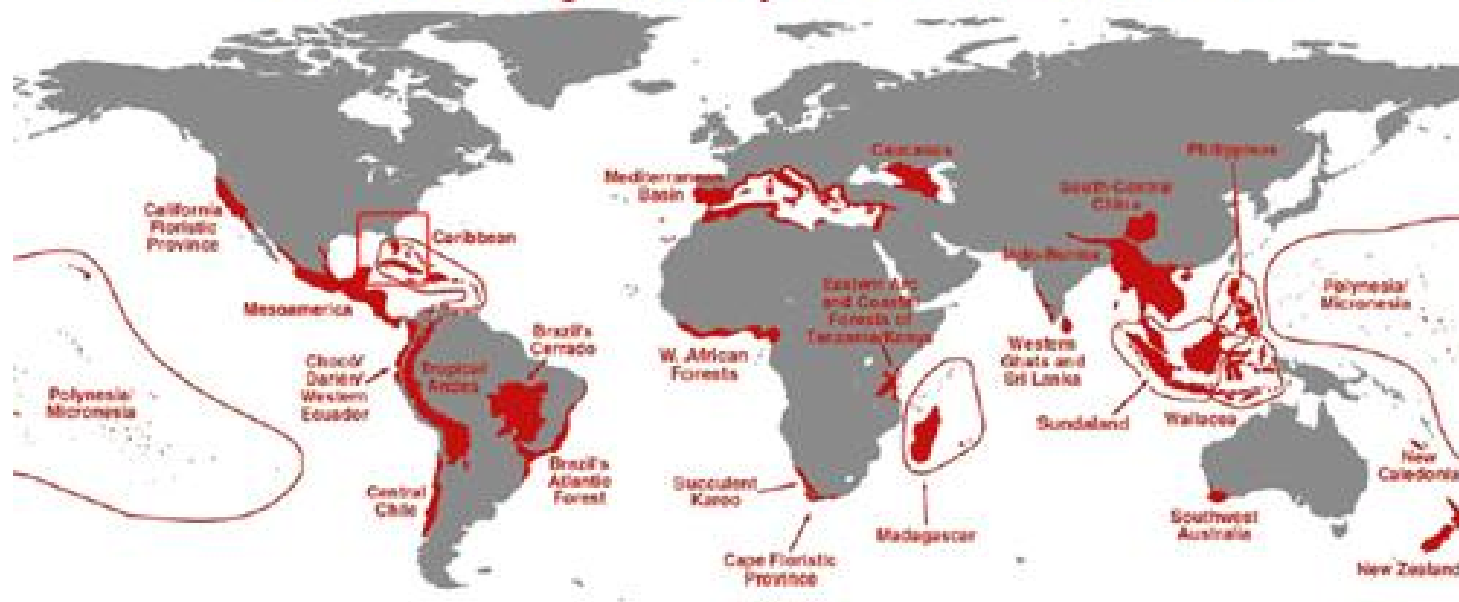 Caucasus
Philippines
Mediterranean
Basin
South-Central
China
California
Floristic
Province
Caribbean
Indo-Burma
Eastern Arc
and Coastal
Forests of
Tanzania/Kenya
Polynesia/
Micronesia
Mesoamerica
Brazil's
Cerrado
W. African
Forests
Western
Ghats and
Sri Lanka
Chocó/
Darién/
Western
Ecuador
Tropical
Andes
Polynesia/
Micronesia
Sundaland
Wallacea
Brazil's
Atlantic
Forest
New
Caledonia
Central
Chile
Succulent
Karoo
Madagascar
Southwest
Australia
Cape Floristic
Province
New Zealand